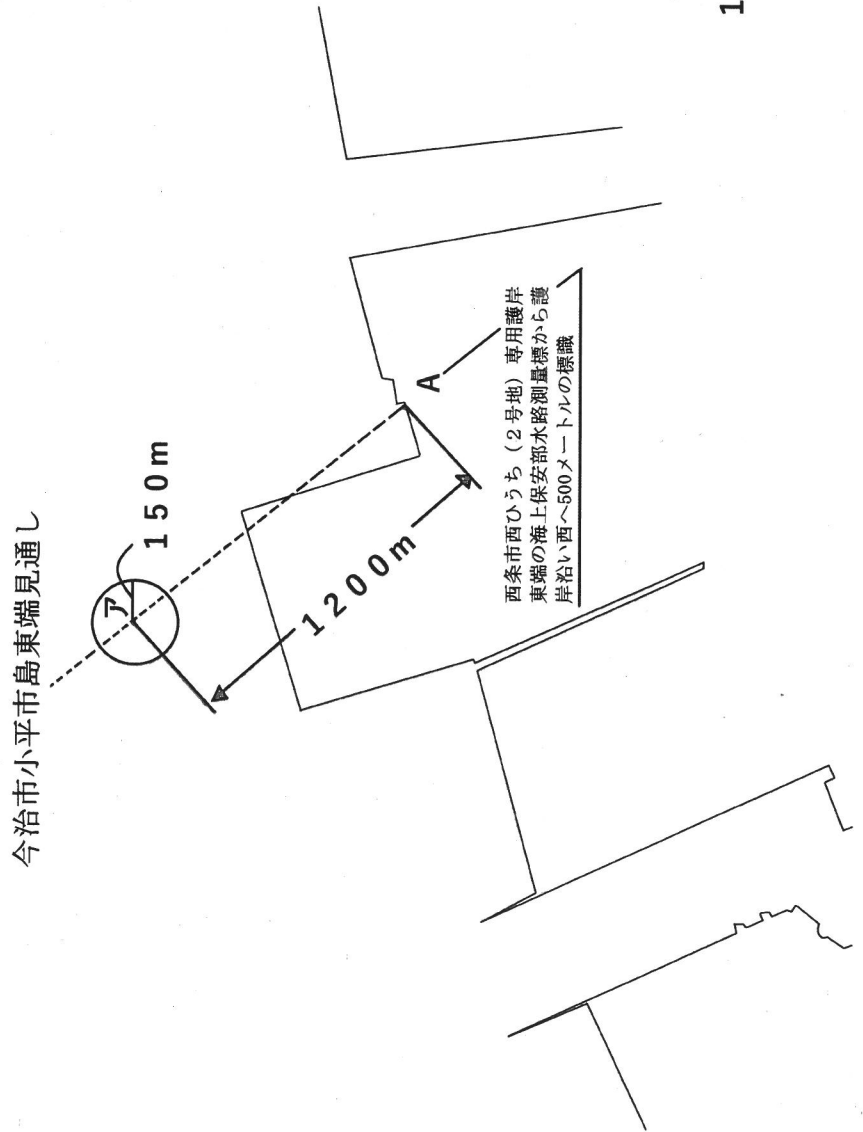 今治市小平市島東端見通し
ア
150m
1200m
A
西条市西ひうち（2号地）専用護岸
東端の海上保安部水路測量標から護
岸沿い西へ500メートルの標識
1